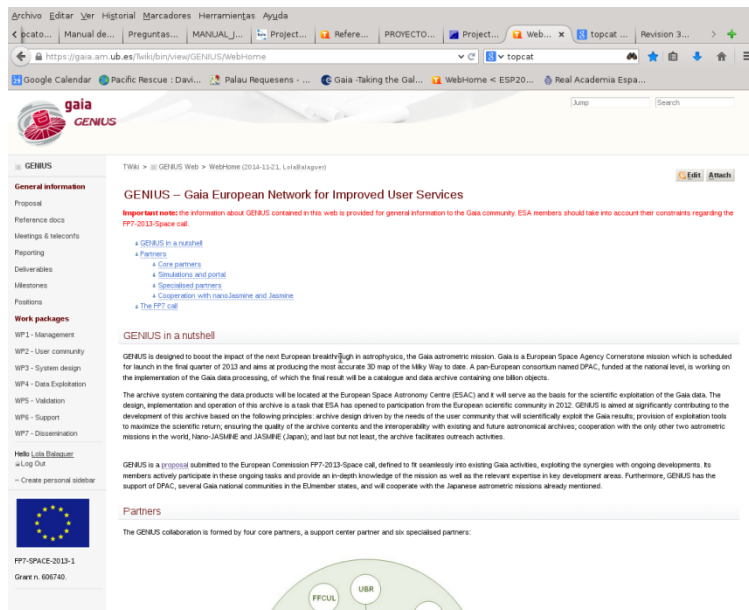 Archivo Editar Ver Historial Marcadores Herramientas Ayuda
ocato... Manual de... Preguntas... MANUAL_J... Project... Refere... PROYECTO... Project... Web... topcat ... Revision 3...
https://gaia.am.ub.es/Twiki/bin/view/GENIUS/WebHome topcat
Google Calendar Pacific Rescue : Davi... Palau Requesens - ... Gaia -Taking the Gal... WebHome < ESP20... Real Academia Espa...
gaia
GENIUS
Jump Search
GENIUS
TWiki > GENIUS Web > WebHome (2014-11-21, LolaBalaguer)
Edit Attach
General information
Proposal
Reference docs
Meetings & teleconfs
Reporting
Deliverables
Milestones
Positions
Work packages
WP1 - Management
WP2 - User community
WP3 - System design
WP4 - Data Exploitation
WP5 - Validation
WP6 - Support
WP7 - Dissemination
Hello Lola Balaguer
Log Out
Create personal sidebar
FP7-SPACE-2013-1
Grant n. 606740.
GENIUS – Gaia European Network for Improved User Services
Important note: the information about GENIUS contained in this web is provided for general information to the Gaia community. ESA members should take into account their constraints regarding the
FP7-2013-Space call.
GENIUS in a nutshell
Partners
Core partners
Simulations and portal
Specialised partners
Cooperation with nanoJasmine and Jasmine
The FP7 call
GENIUS in a nutshell
GENIUS is designed to boost the impact of the next European breakthrough in astrophysics, the Gaia astrometric mission. Gaia is a European Space Agency Cornerstone mission which is scheduled
for launch in the final quarter of 2013 and aims at producing the most accurate 3D map of the Milky Way to date. A pan-European consortium named DPAC, funded at the national level, is working on
the implementation of the Gaia data processing, of which the final result will be a catalogue and data archive containing one billion objects.
The archive system containing the data products will be located at the European Space Astronomy Centre (ESAC) and it will serve as the basis for the scientific exploitation of the Gaia data. The
design, implementation and operation of this archive is a task that ESA has opened to participation from the European scientific community in 2012. GENIUS is aimed at significantly contributing to the
development of this archive based on the following principles: archive design driven by the needs of the user community that will scientifically exploit the Gaia results; provision of exploitation tools
to maximize the scientific return; ensuring the quality of the archive contents and the interoperability with existing and future astronomical archives; cooperation with the only other two astrometric
missions in the world, Nano-JASMINE and JASMINE (Japan); and last but not least, the archive facilitates outreach activities.
GENIUS is a proposal submitted to the European Commission FP7-2013-Space call, defined to fit seamlessly into existing Gaia activities, exploiting the synergies with ongoing developments. Its
members actively participate in these ongoing tasks and provide an in-depth knowledge of the mission as well as the relevant expertise in key development areas. Furthermore, GENIUS has the
support of DPAC, several Gaia national communities in the EUmember states, and will cooperate with the Japanese astrometric missions already mentioned.
Partners
The GENIUS collaboration is formed by four core partners, a support center partner and six specialised partners:
FFCUL UBR